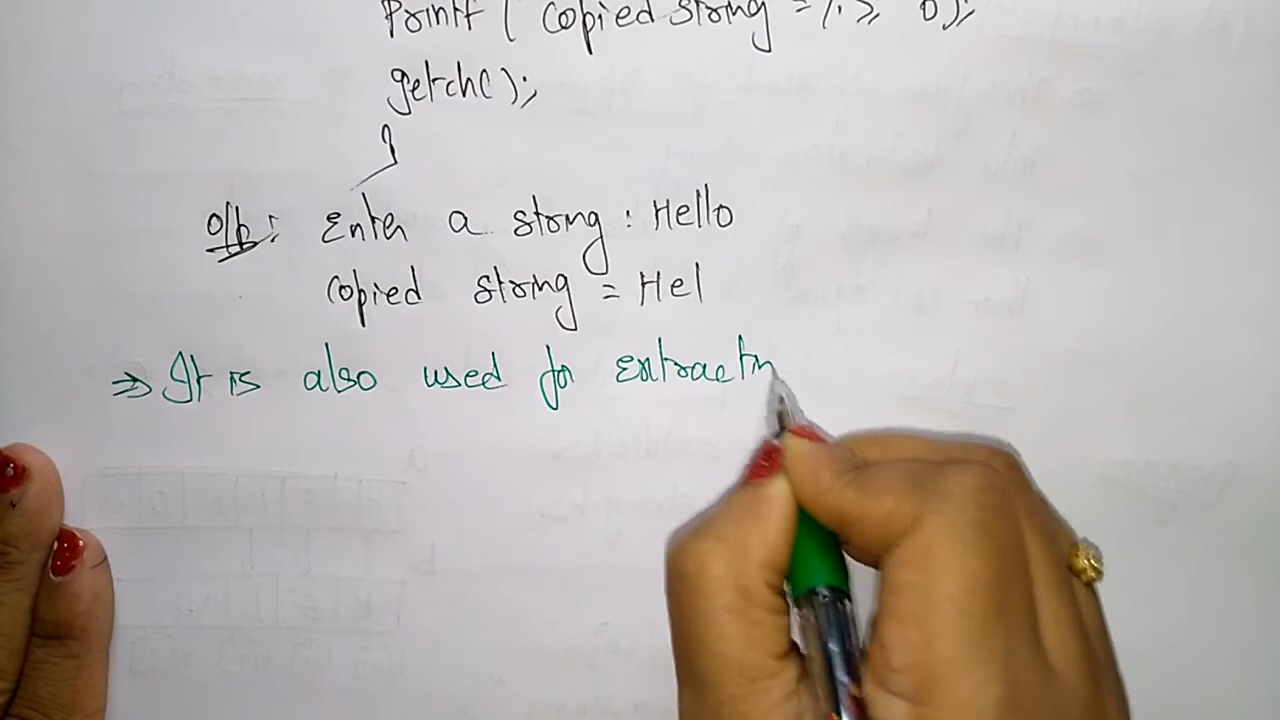 Printf ( Copied string = %s, b);
getch();
}
O/p: Enter a string : Hello
Copied string = Hel
⇒ It is also used for extractin